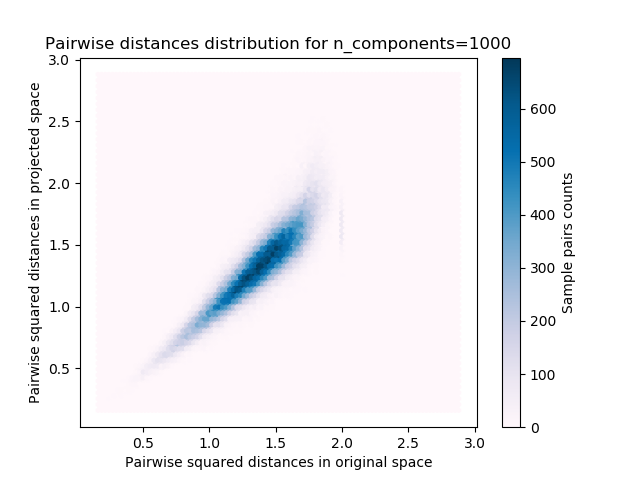 Pairwise distances distribution for n_components=1000
Pairwise squared distances in projected space
3.0
2.5
2.0
1.5
1.0
0.5
0.5 1.0 1.5 2.0 2.5 3.0
Pairwise squared distances in original space
600
500
400
300
200
100
0
Sample pairs counts